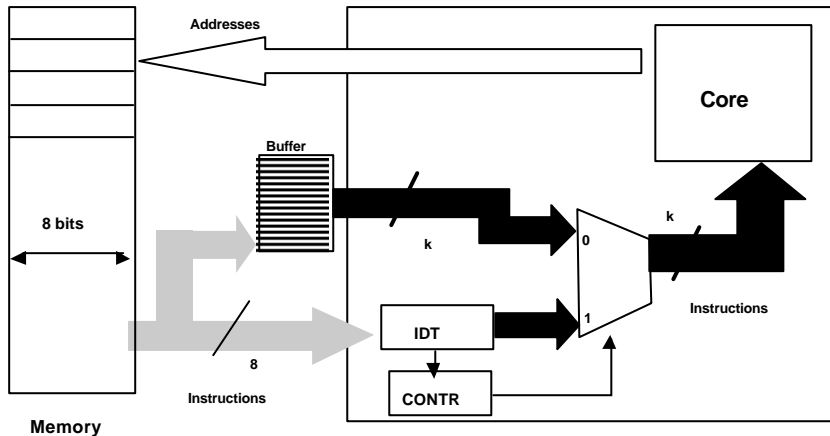 Addresses
Core
Buffer
8 bits
k
0
k
1
IDT
Instructions
8
Instructions
CONTR
Memory